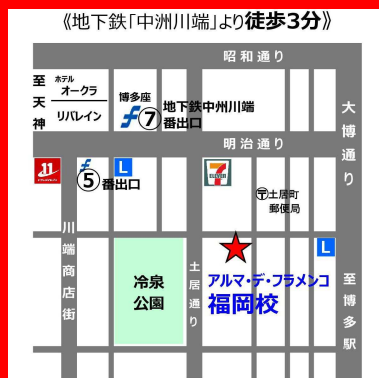 《地下鉄「中洲川端」より徒歩3分》
昭和通り
至天神
ホテル
オークラ
リバレイン
博多座
⑦
地下鉄中洲川端
番出口
大博通り
明治通り
11
⑤
番出口
L
7
ELEVEN
〒土居町
郵便局
川端商店街
冷泉
公園
土居通り
L
アルマ・デ・フラメンコ
福岡校
至博多駅